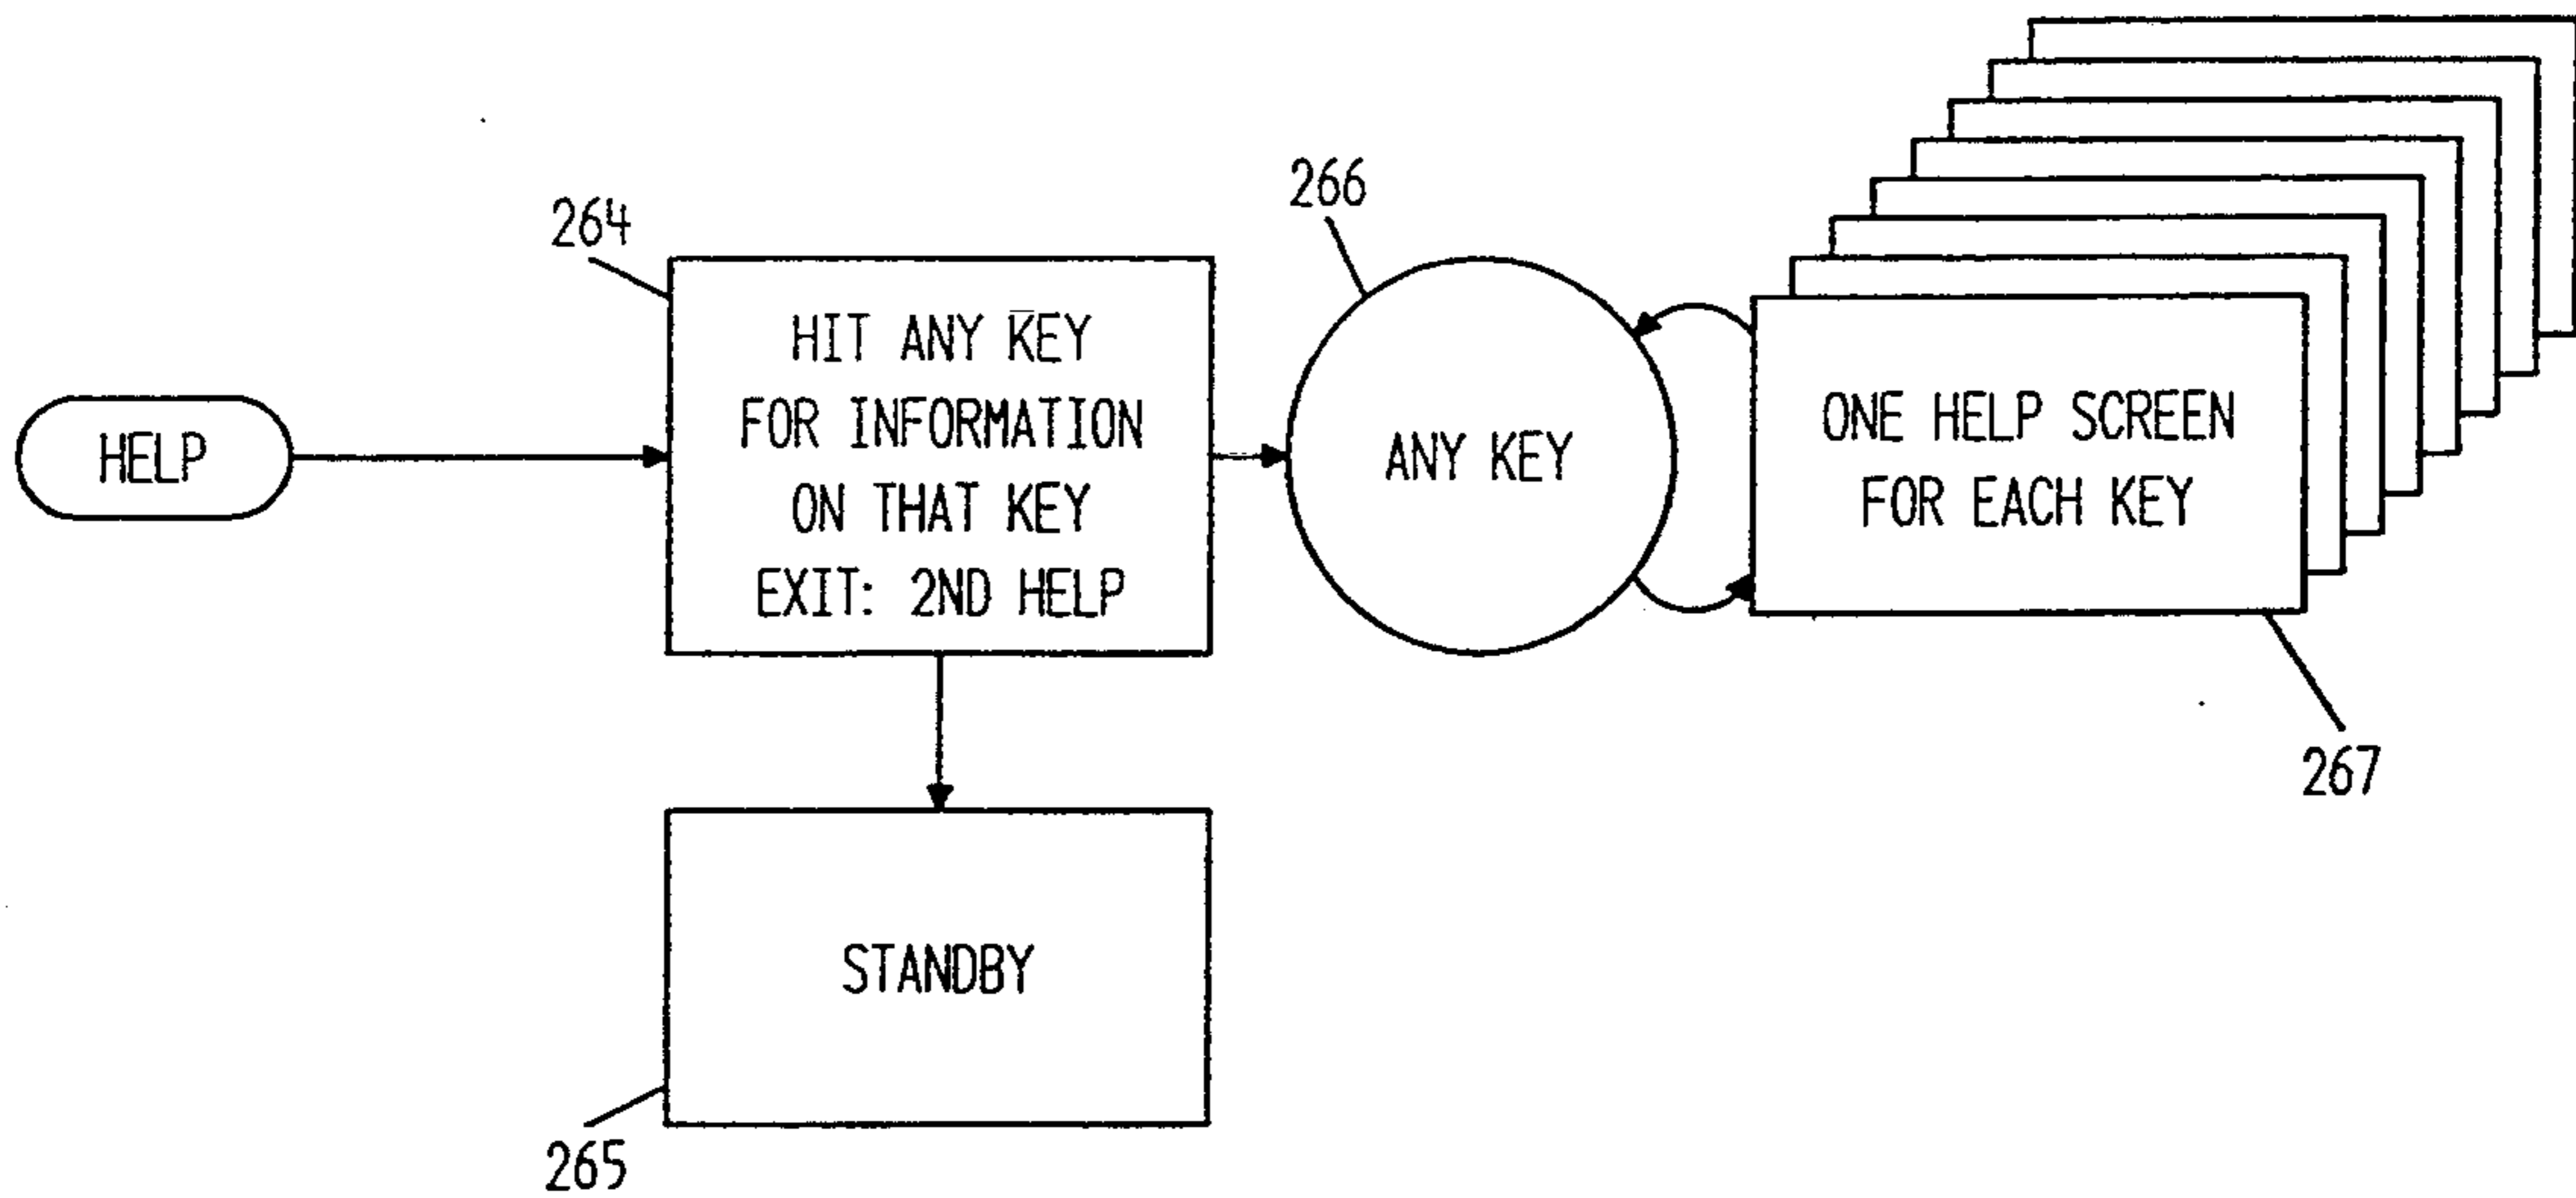 HELP
264
HIT ANY KEY
FOR INFORMATION
ON THAT KEY
EXIT: 2ND HELP
266
ANY KEY
ONE HELP SCREEN
FOR EACH KEY
267
STANDBY
265